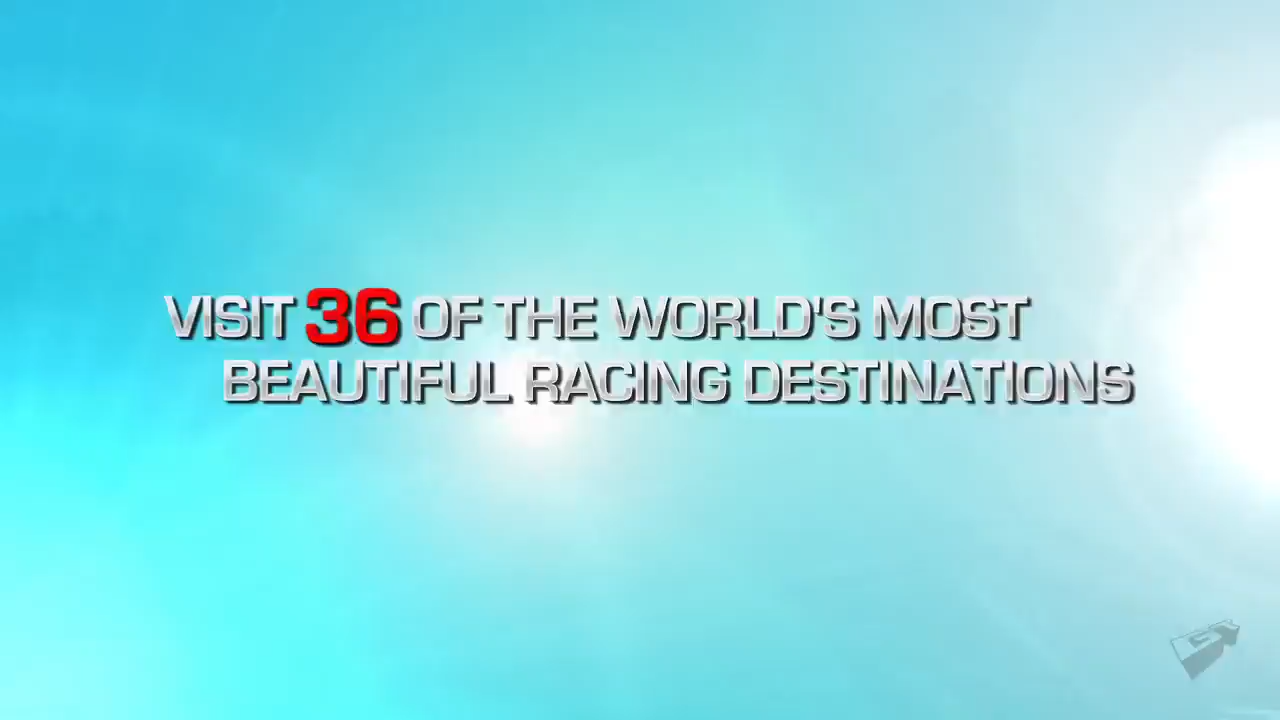 VISIT 36 OF THE WORLD'S MOST
BEAUTIFUL RACING DESTINATIONS